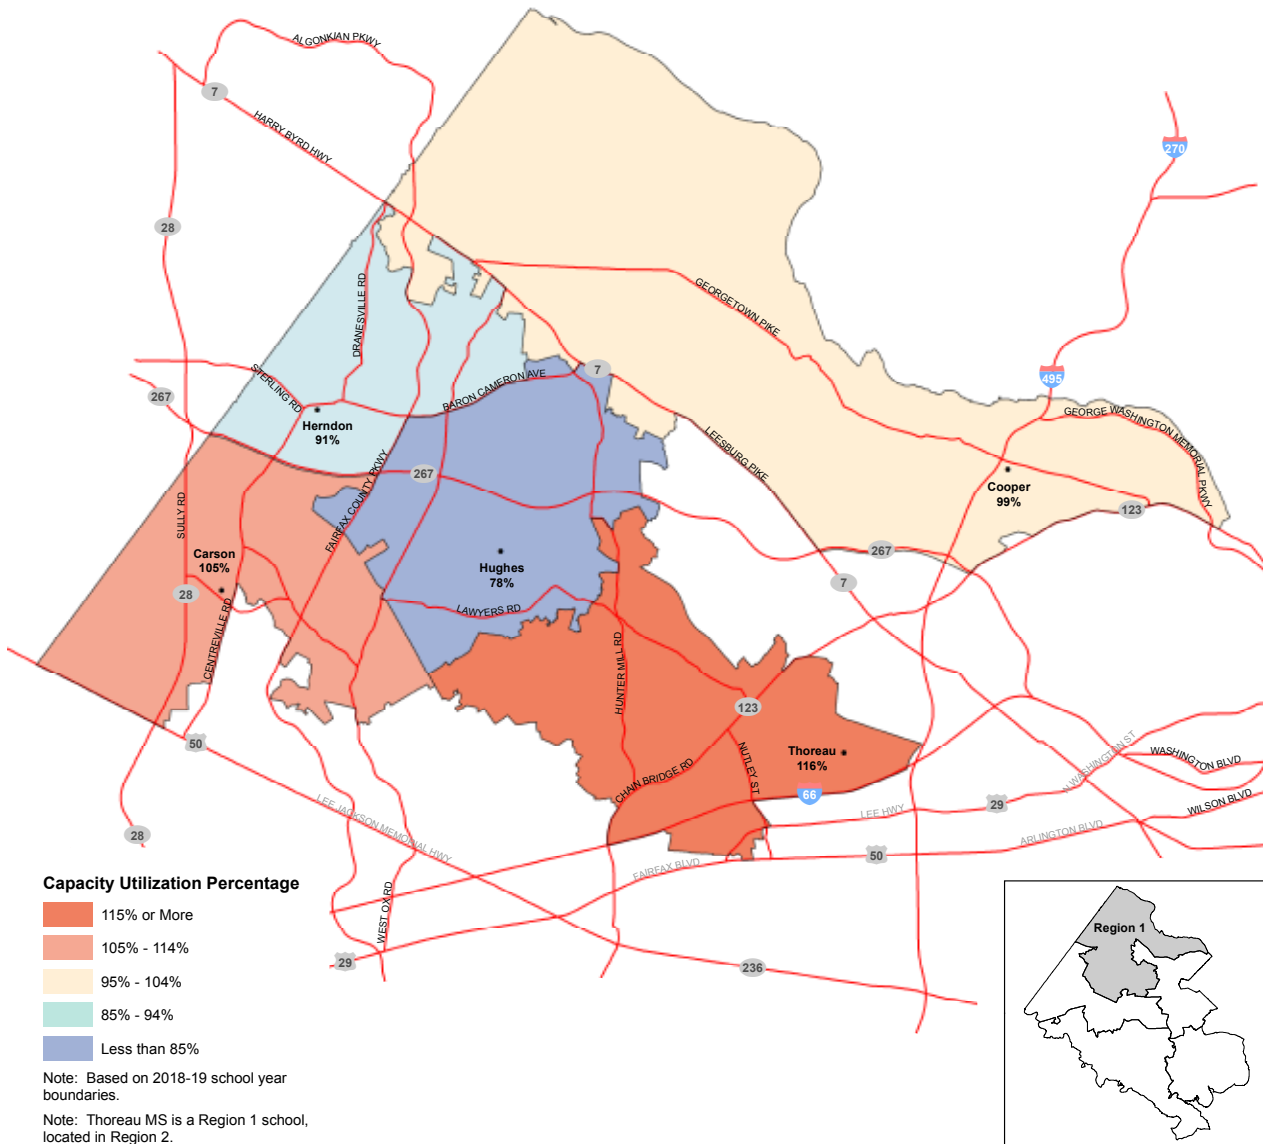 ALGONKIAN PKWY
7
HARRY BYRD HWY
270
28
DRANESVILLE RD
GEORGETOWN PIKE
STERLING RD
BARON CAMERON AVE
7
495
267
GEORGE WASHINGTON MEMORIAL PKWY
Herndon
91%
LEESBURG PIKE
FAIRFAX COUNTY PKWY
267
Cooper
99%
123
SULLY RD
Carson
105%
267
Hughes
78%
7
28
LAWYERS RD
CENTREVILLE RD
HUNTER MILL RD
123
50
Thoreau
116%
NUTLEY ST
CHAIN BRIDGE RD
N WASHINGTON ST
WASHINGTON BLVD
66
29
WILSON BLVD
LEE HWY
LEE JACKSON MEMORIAL HWY
28
ARLINGTON BLVD
50
FAIRFAX BLVD
WEST OX RD
29
236
Capacity Utilization Percentage
115% or More
105% - 114%
95% - 104%
85% - 94%
Less than 85%
Note: Based on 2018-19 school year
boundaries.
Note: Thoreau MS is a Region 1 school,
located in Region 2.
Region 1